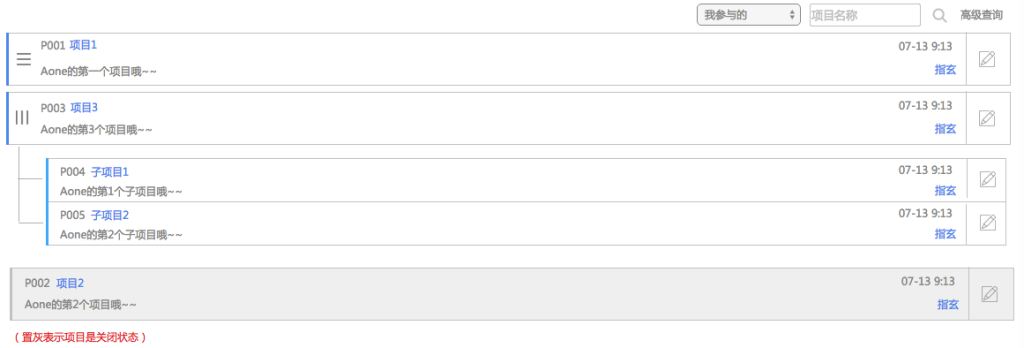 我参与的 项目名称 高级查询
P001 项目1 07-13 9:13
Aone的第一个项目哦~~ 指玄
P003 项目3 07-13 9:13
Aone的第3个项目哦~~ 指玄
P004 子项目1 07-13 9:13
Aone的第1个子项目哦~~ 指玄
P005 子项目2 07-13 9:13
Aone的第2个子项目哦~~ 指玄
P002 项目2 07-13 9:13
Aone的第2个项目哦~~ 指玄
（置灰表示项目是关闭状态）